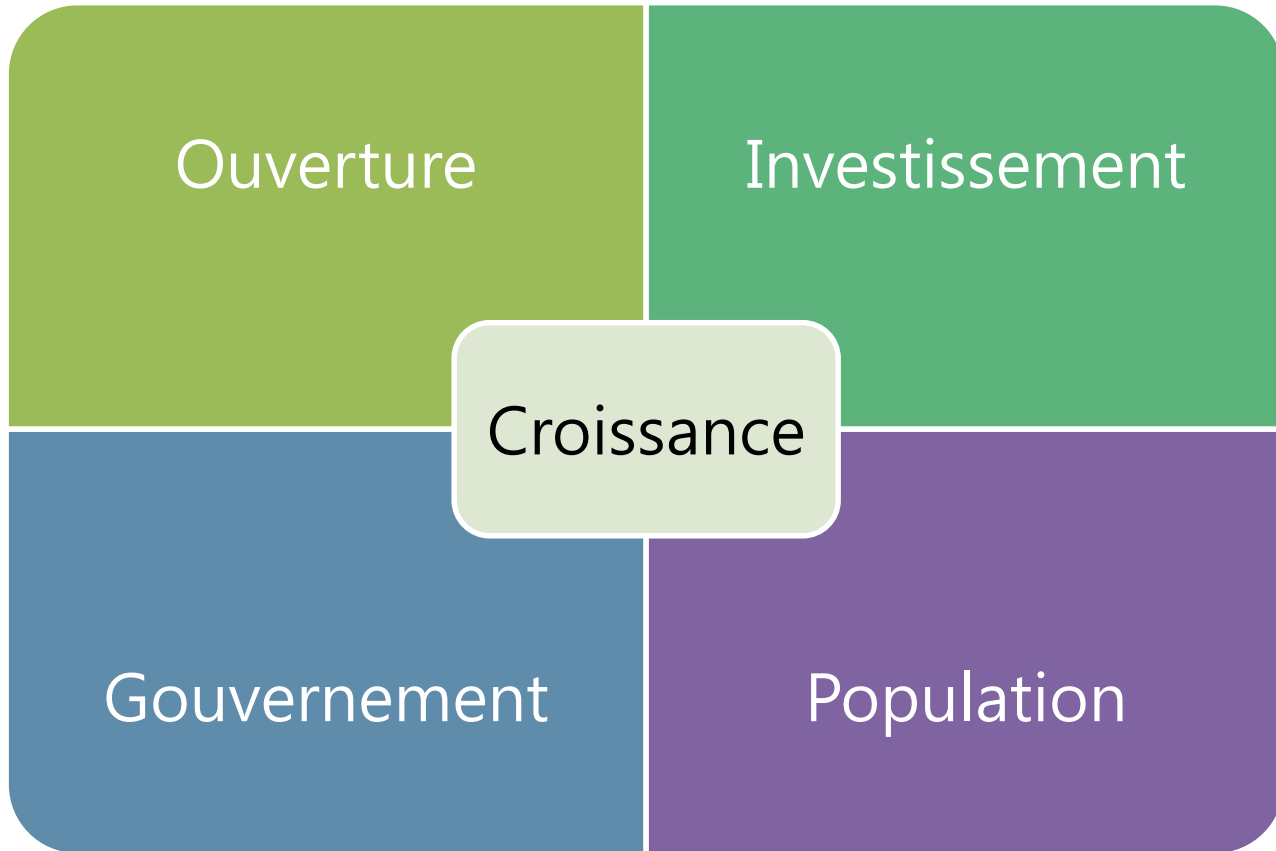 Ouverture
Investissement
Croissance
Gouvernement
Population